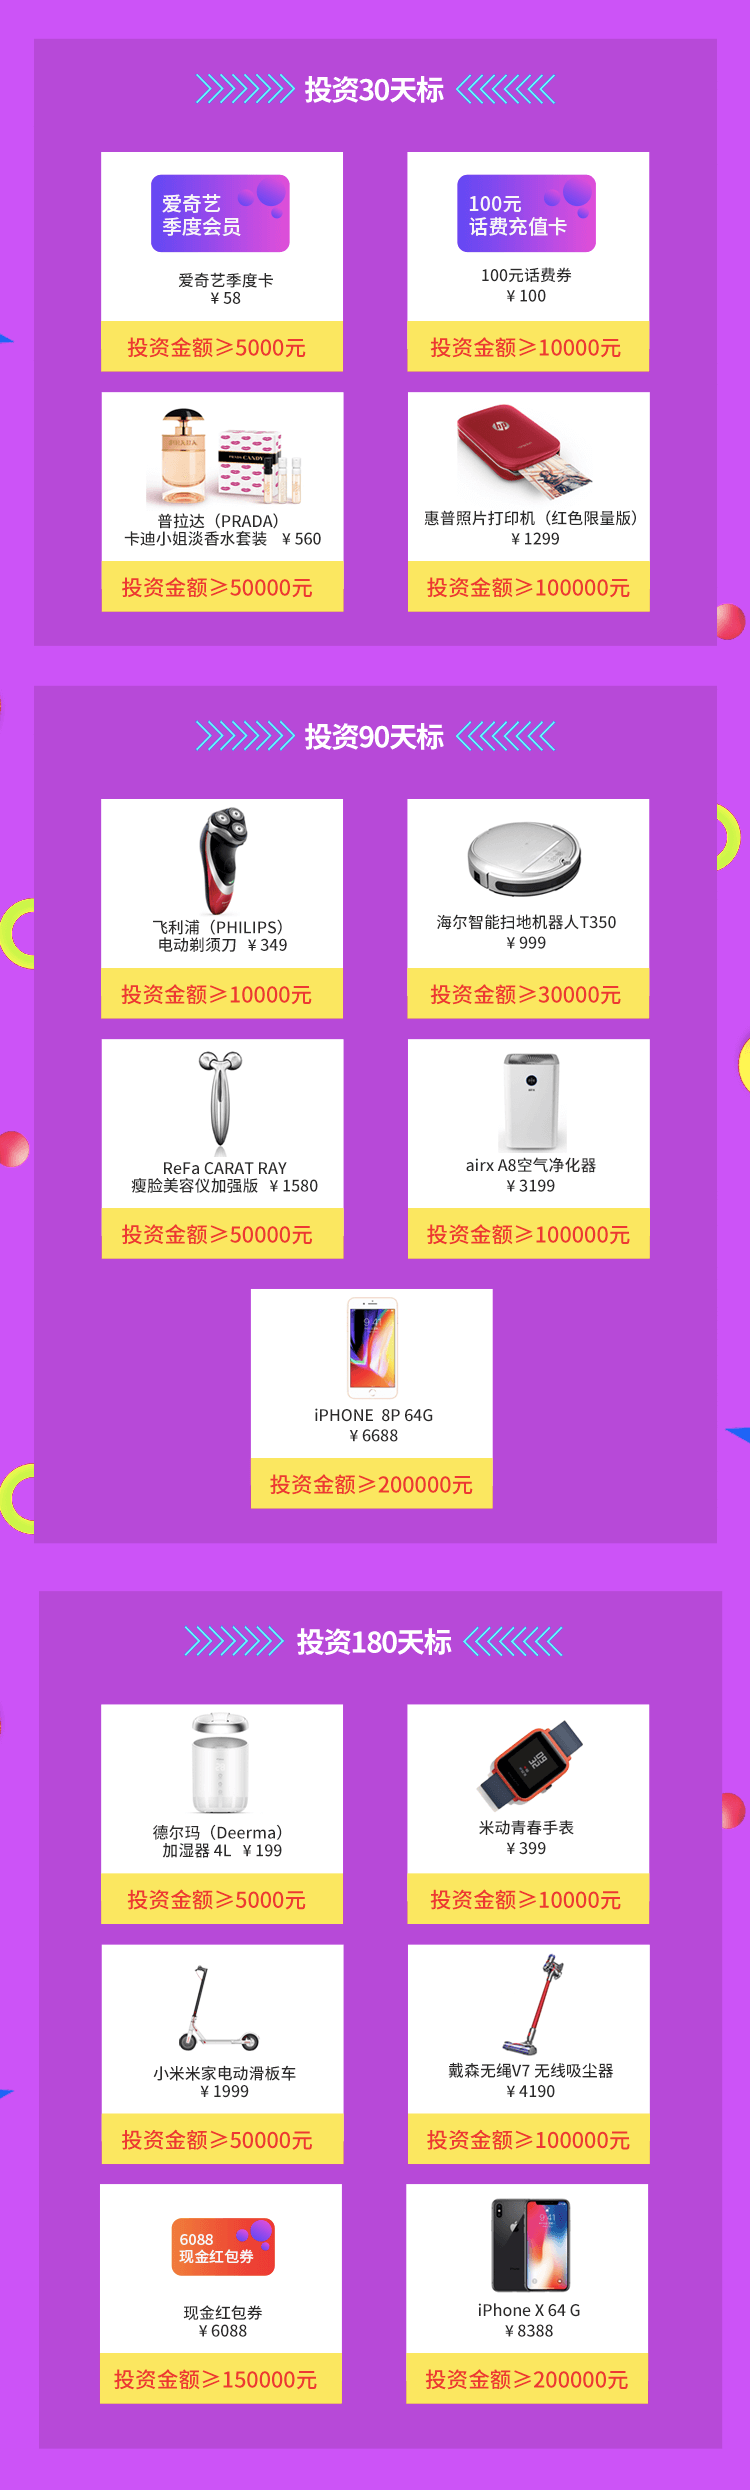 投资30天标
爱奇艺
季度会员
爱奇艺季度卡
¥ 58
投资金额≥5000元
100元
话费充值卡
100元话费券
¥ 100
投资金额≥10000元
PRADA
PRADA CANDY
普拉达（PRADA）
卡迪小姐淡香水套装 ¥ 560
投资金额≥50000元
hp
惠普照片打印机（红色限量版）
¥ 1299
投资金额≥100000元
投资90天标
飞利浦（PHILIPS）
电动剃须刀 ¥ 349
投资金额≥10000元
海尔智能扫地机器人T350
¥ 999
投资金额≥30000元
ReFa CARAT RAY
瘦脸美容仪加强版 ¥ 1580
投资金额≥50000元
airx A8空气净化器
¥ 3199
投资金额≥100000元
9:41
iPHONE 8P 64G
¥ 6688
投资金额≥200000元
投资180天标
德尔玛（Deerma）
加湿器 4L ¥ 199
投资金额≥5000元
米动青春手表
¥ 399
投资金额≥10000元
小米米家电动滑板车
¥ 1999
投资金额≥50000元
戴森无绳V7 无线吸尘器
¥ 4190
投资金额≥100000元
6088
现金红包券
现金红包券
¥ 6088
投资金额≥150000元
9:41
iPhone X 64 G
¥ 8388
投资金额≥200000元